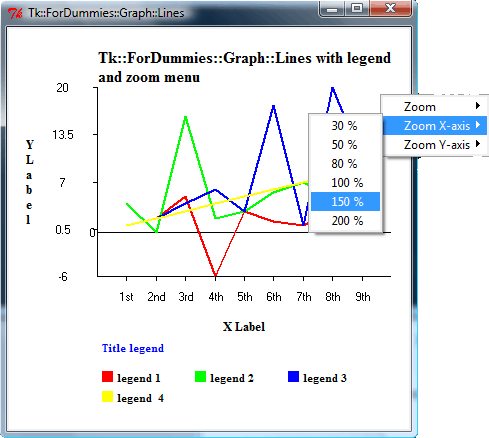 Tk::ForDummies::Graph::Lines
Tk::ForDummies::Graph::Lines with legend
and zoom menu
Zoom
Zoom X-axis
Zoom Y-axis
30 %
50 %
80 %
100 %
150 %
200 %
Y Label
20
13.5
7
0.5
0
-6
1st 2nd 3rd 4th 5th 6th 7th 8th 9th
X Label
Title legend
legend 1 legend 2 legend 3
legend 4